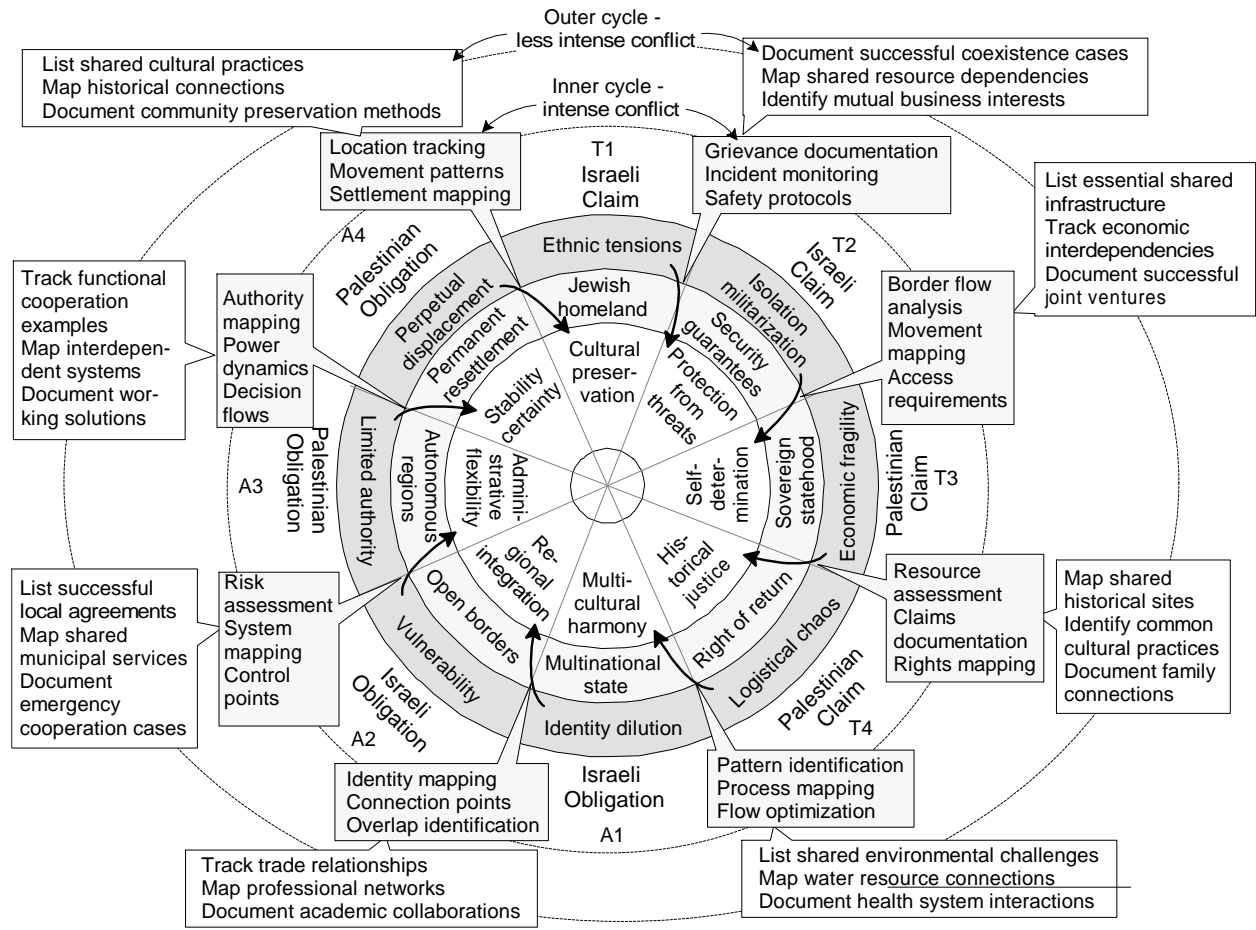 Outer cycle -
less intense conflict
List shared cultural practices
Map historical connections
Document community preservation methods
Document successful coexistence cases
Map shared resource dependencies
Identify mutual business interests
Inner cycle -
intense conflict
Location tracking
Movement patterns
Settlement mapping
T1
Israeli
Claim
Grievance documentation
Incident monitoring
Safety protocols
List essential shared
infrastructure
Track economic
interdependencies
Document successful
joint ventures
A4
Palestinian
Obligation
T2
Israeli
Claim
Track functional
cooperation
examples
Map interdepen-
dent systems
Document wor-
king solutions
Authority
mapping
Power
dynamics
Decision
flows
Border flow
analysis
Movement
mapping
Access
requirements
Ethnic tensions
Jewish
homeland
Cultural
preser-
vation
Isolation
militarization
Security
guarantees
Protection
from
threats
Economic fragility
Sovereign
statehood
Self-
deter-
mination
Palestinian
Claim
T3
Perpetual
displacement
Permanent
resettlement
Stability
certainty
A3
Palestinian
Obligation
Limited authority
Autonomous
regions
Admini-
strative
flexibility
Vulnerability
Open borders
Re-
gional
integration
Identity dilution
Multinational
state
Multi-
cultural
harmony
Logistical chaos
Right of return
His-
torical
justice
List successful
local agreements
Map shared
municipal services
Document
emergency
cooperation cases
Risk
assessment
System
mapping
Control
points
Resource
assessment
Claims
documentation
Rights mapping
Map shared
historical sites
Identify common
cultural practices
Document family
connections
Israeli
Obligation
A2
Palestinian
Claim
T4
Identity mapping
Connection points
Overlap identification
Israeli
Obligation
A1
Pattern identification
Process mapping
Flow optimization
Track trade relationships
Map professional networks
Document academic collaborations
List shared environmental challenges
Map water resource connections
Document health system interactions